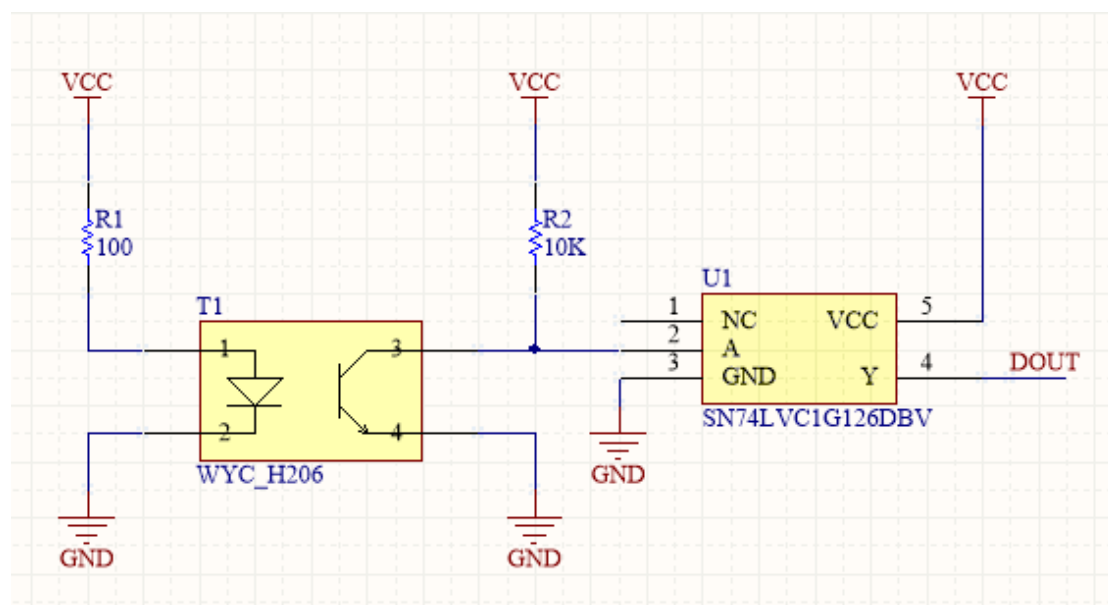 VCC
VCC
VCC
R1
100
R2
10K
T1
1
2
3
4
WYC_H206
U1
1
2
3
NC
A
GND
VCC
Y
5
4
DOUT
SN74LVC1G126DBV
GND
GND
GND